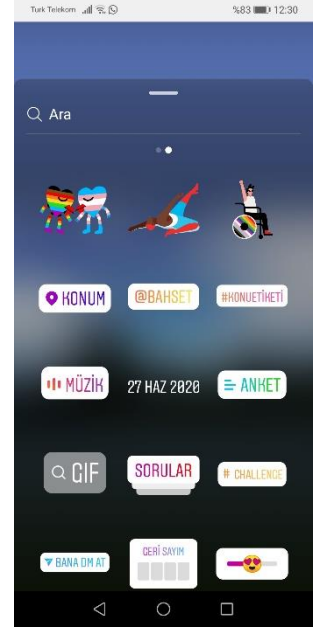 Turk Telekom %83 12:30
Ara
KONUM @BAHSET #KONUETİKETİ
MÜZİK 27 HAZ 2020 ANKET
GIF SORULAR # CHALLENGE
BANA DM AT GERİ SAYIM